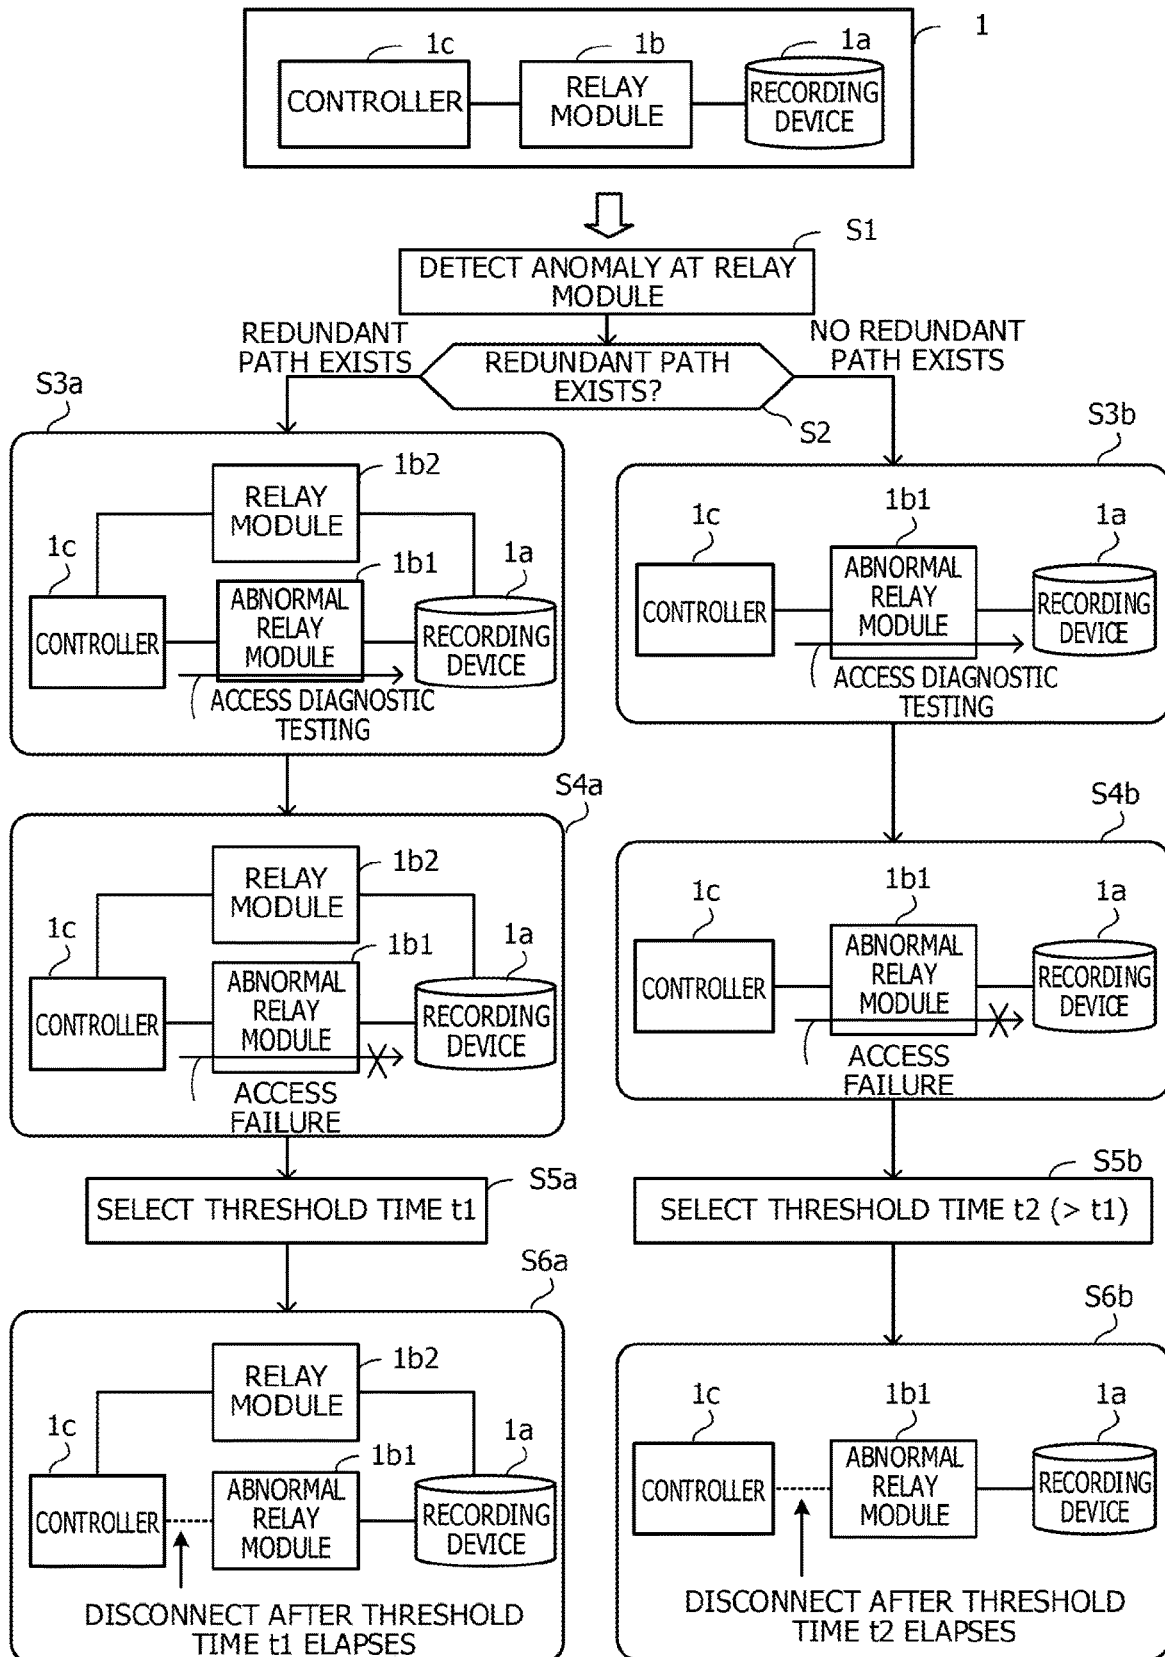 1
1c
1b
1a
CONTROLLER
RELAY
MODULE
RECORDING
DEVICE
S1
DETECT ANOMALY AT RELAY
MODULE
REDUNDANT
PATH EXISTS
NO REDUNDANT
PATH EXISTS
REDUNDANT PATH
EXISTS?
S2
S3a
1b2
RELAY
MODULE
1c
1b1
1a
CONTROLLER
ABNORMAL
RELAY
MODULE
RECORDING
DEVICE
ACCESS DIAGNOSTIC
TESTING
S3b
1c
1b1
1a
CONTROLLER
ABNORMAL
RELAY
MODULE
RECORDING
DEVICE
ACCESS DIAGNOSTIC
TESTING
S4a
1b2
RELAY
MODULE
1c
1b1
1a
CONTROLLER
ABNORMAL
RELAY
MODULE
RECORDING
DEVICE
ACCESS
FAILURE
S4b
1c
1b1
1a
CONTROLLER
ABNORMAL
RELAY
MODULE
RECORDING
DEVICE
ACCESS
FAILURE
S5a
SELECT THRESHOLD TIME t1
S5b
SELECT THRESHOLD TIME t2 (> t1)
S6a
1b2
RELAY
MODULE
1c
1b1
1a
CONTROLLER
ABNORMAL
RELAY
MODULE
RECORDING
DEVICE
DISCONNECT AFTER THRESHOLD
TIME t1 ELAPSES
S6b
1c
1b1
1a
CONTROLLER
ABNORMAL
RELAY
MODULE
RECORDING
DEVICE
DISCONNECT AFTER THRESHOLD
TIME t2 ELAPSES